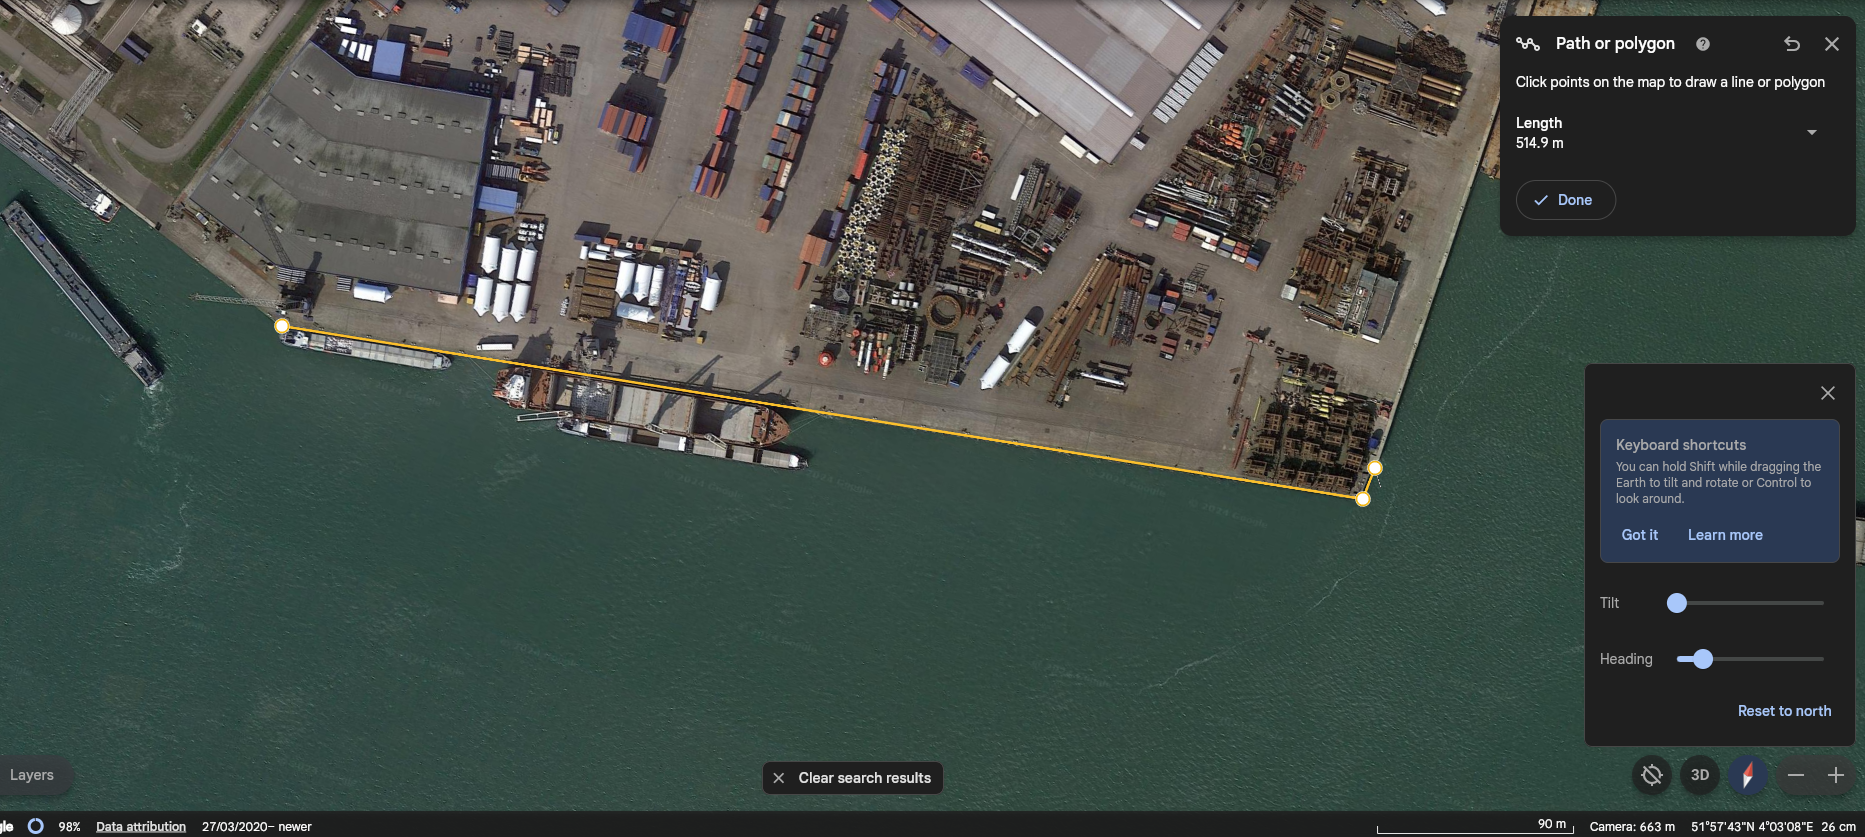 Path or polygon
Click points on the map to draw a line or polygon
Length
514.9 m
Done
Keyboard shortcuts
You can hold Shift while dragging the
Earth to tilt and rotate or Control to
look around.
Got it
Learn more
Tilt
Heading
Reset to north
Layers
Clear search results
3D
gle
98%
Data attribution
27/03/2020– newer
90 m
Camera: 663 m
51°57'43"N 4°03'08"E
26 cm